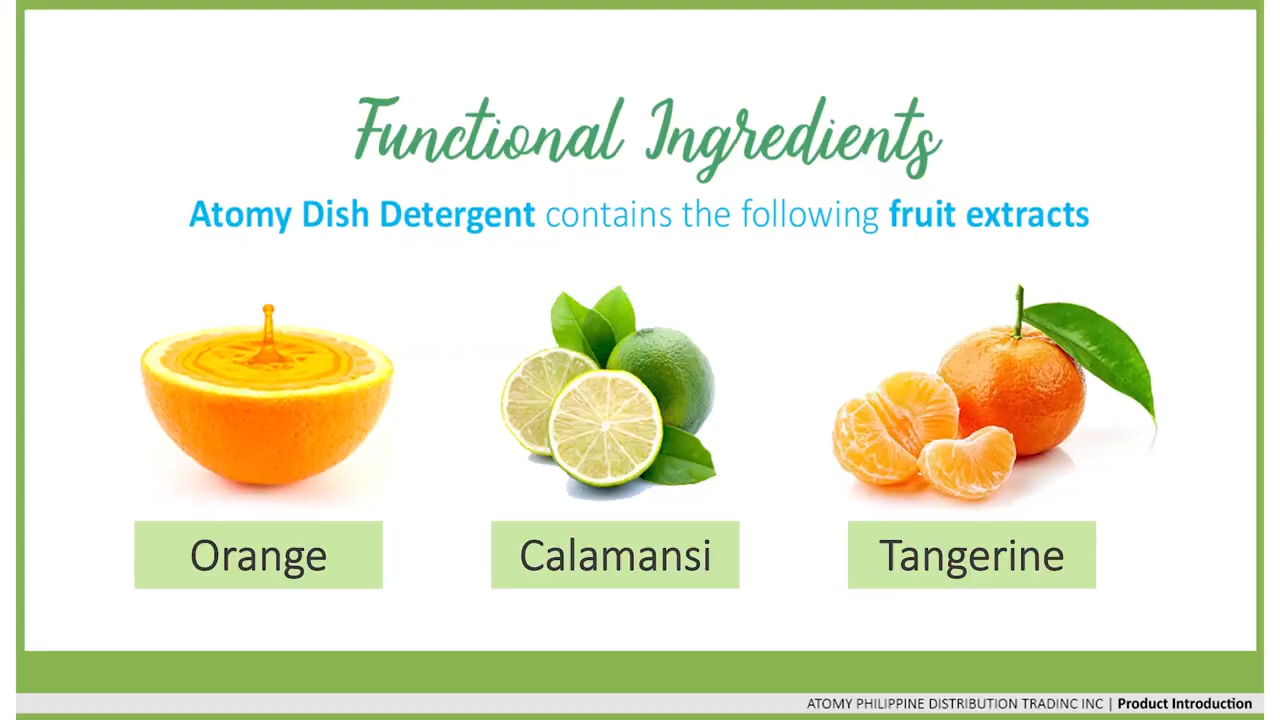 Functional Ingredients
Atomy Dish Detergent contains the following fruit extracts
Orange
Calamansi
Tangerine
ATOMY PHILIPPINE DISTRIBUTION TRADINC INC | Product Introduction